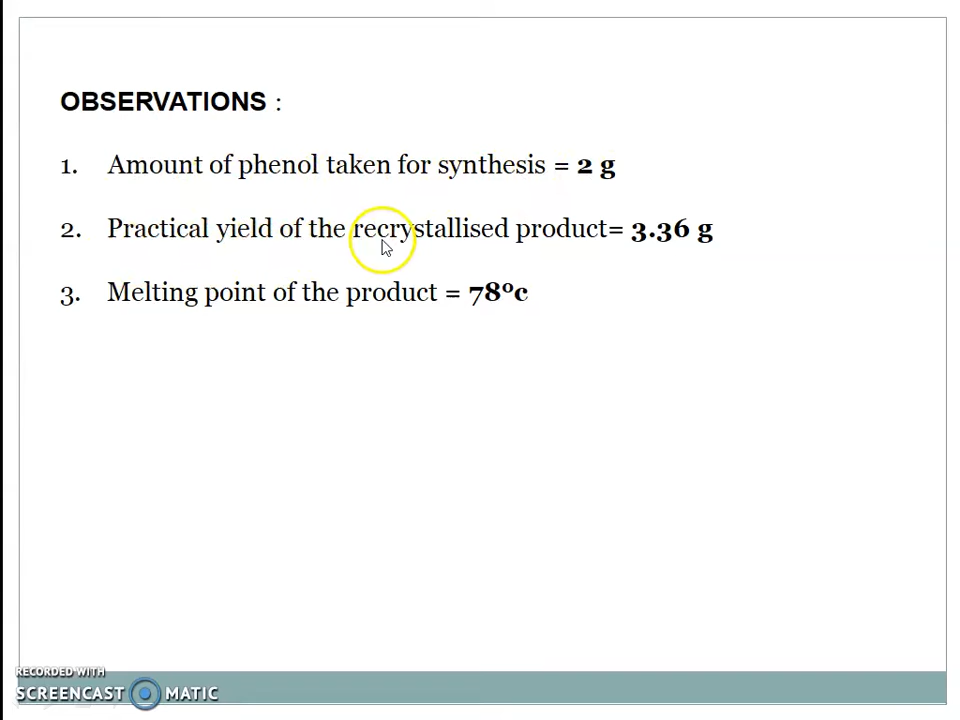 OBSERVATIONS :
1. Amount of phenol taken for synthesis = 2 g
2. Practical yield of the recrystallised product= 3.36 g
3. Melting point of the product = 78⁰c
RECORDED WITH
SCREENCAST MATIC